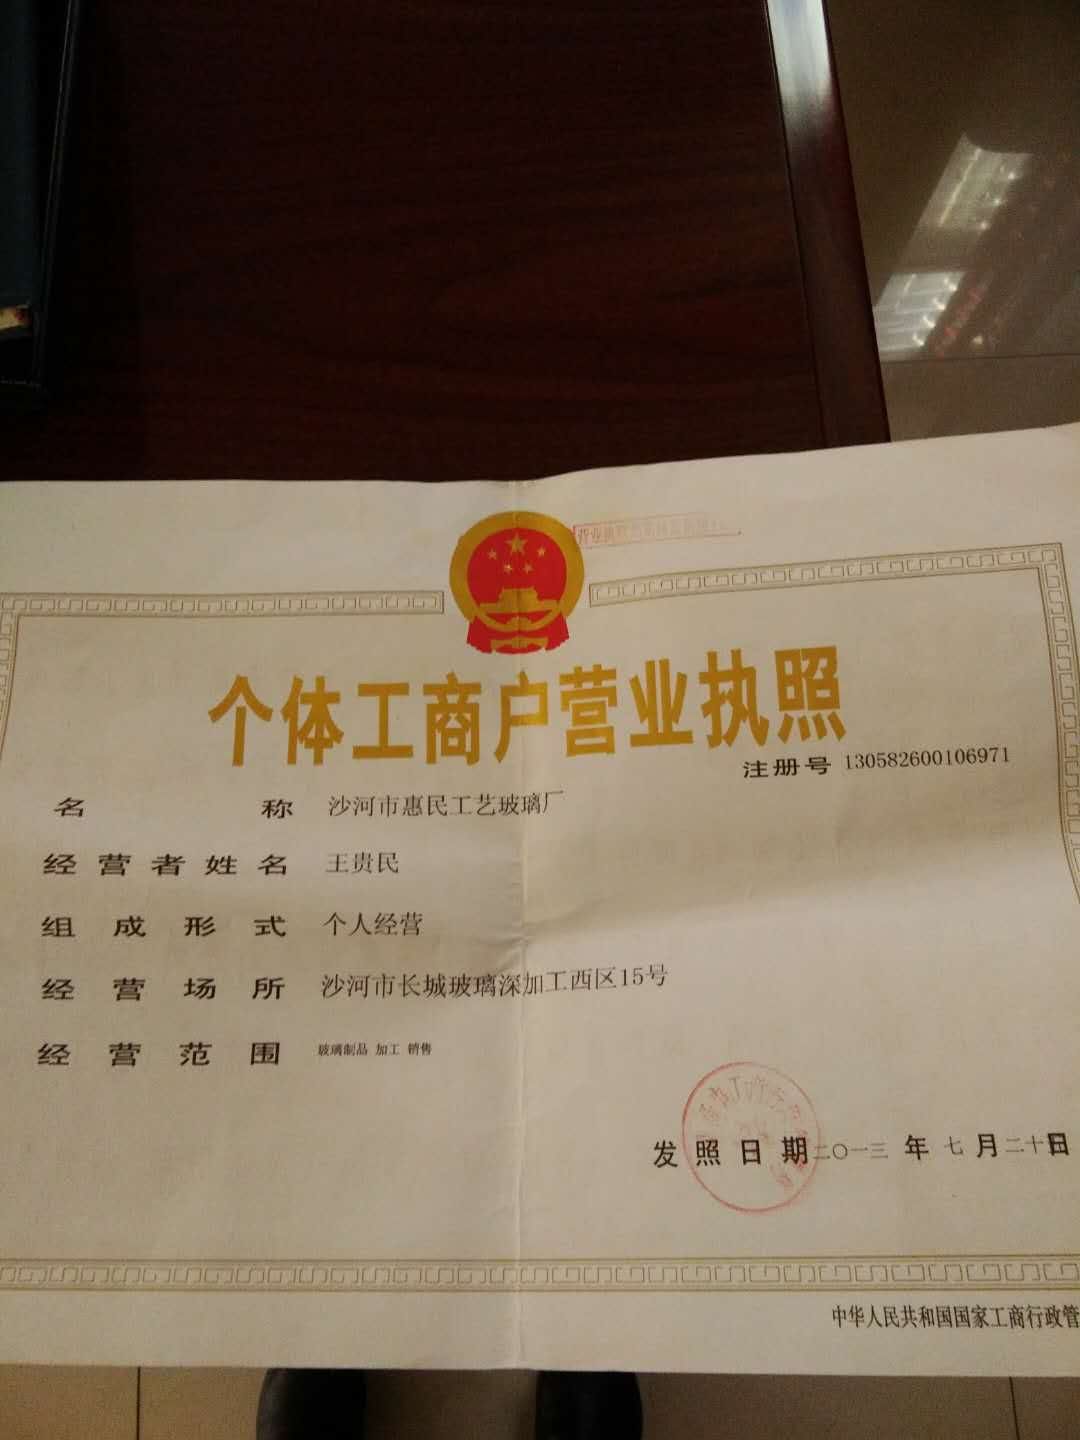 个体工商户营业执照
注册号 130582600106971
名称 沙河市惠民工艺玻璃厂
经营者姓名 王贵民
组成形式 个人经营
经营场所 沙河市长城玻璃深加工西区15号
经营范围 玻璃制品 加工 销售
发照日期 二〇一三 年 七 月 二十 日
中华人民共和国国家工商行政管